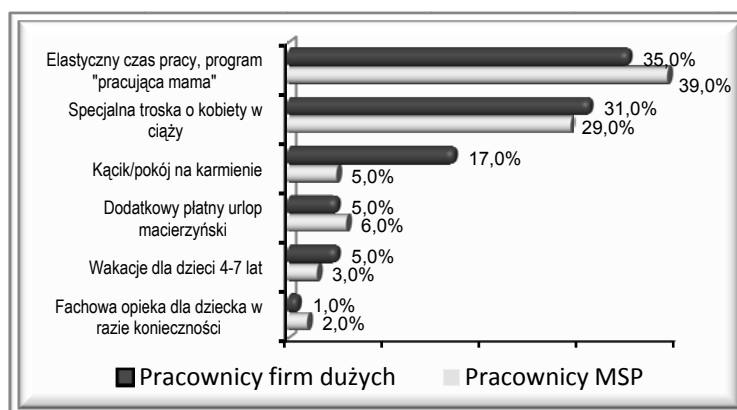 Elastyczny czas pracy, program
"pracująca mama"
35,0%
39,0%
Specjalna troska o kobiety w
ciąży
31,0%
29,0%
Kącik/pokój na karmienie
17,0%
5,0%
Dodatkowy płatny urlop
macierzyński
5,0%
6,0%
Wakacje dla dzieci 4-7 lat
5,0%
3,0%
Fachowa opieka dla dziecka w
razie konieczności
1,0%
2,0%
Pracownicy firm dużych
Pracownicy MSP